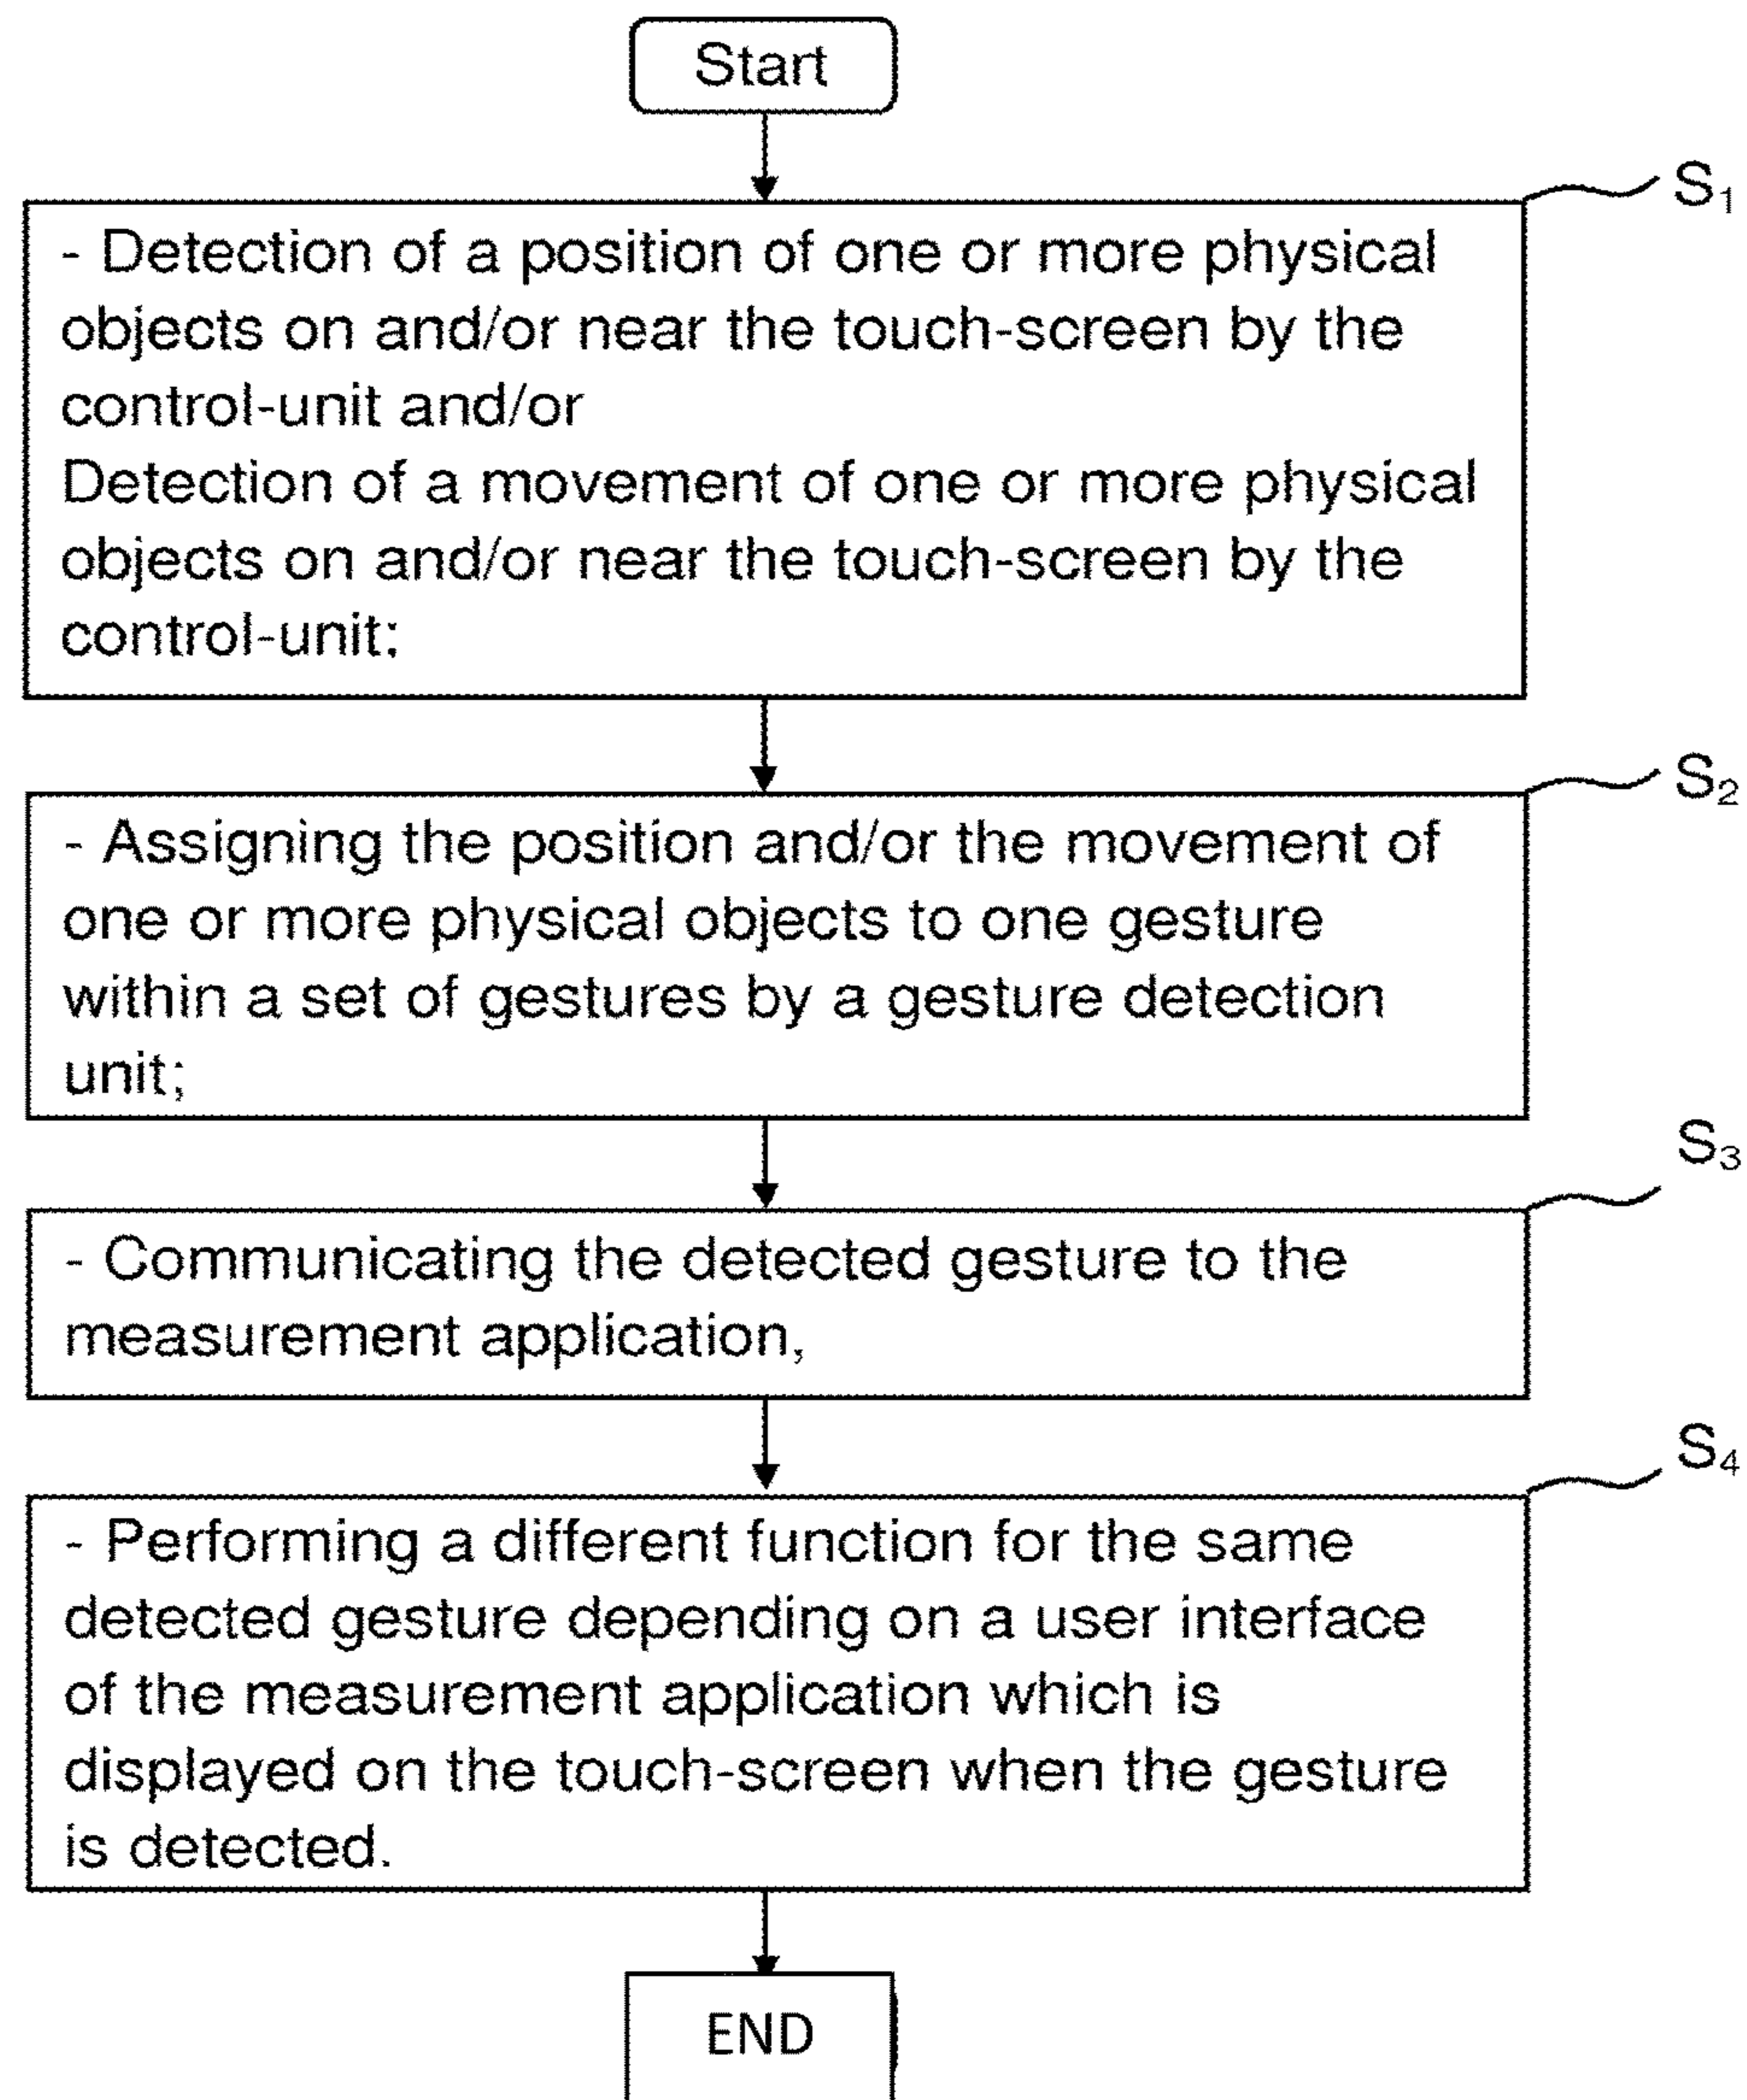 Start
S₁
- Detection of a position of one or more physical
objects on and/or near the touch-screen by the
control-unit and/or
Detection of a movement of one or more physical
objects on and/or near the touch-screen by the
control-unit;
S₂
- Assigning the position and/or the movement of
one or more physical objects to one gesture
within a set of gestures by a gesture detection
unit;
S₃
- Communicating the detected gesture to the
measurement application,
S₄
- Performing a different function for the same
detected gesture depending on a user interface
of the measurement application which is
displayed on the touch-screen when the gesture
is detected.
END